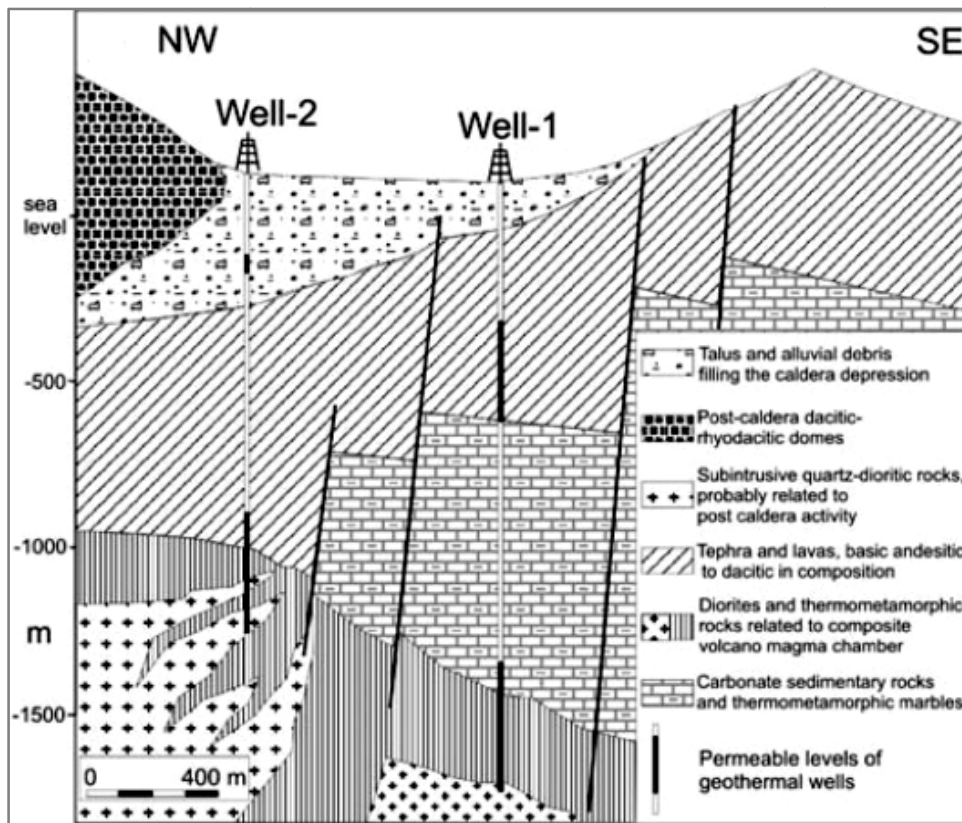 NW
SE
Well-2
Well-1
sea
level
-500
-1000
m
-1500
0 400 m
Talus and alluvial debris
filling the caldera depression
Post-caldera dacitic-
rhyodacitic domes
Subintrusive quartz-dioritic rocks,
probably related to
post caldera activity
Tephra and lavas, basic andesitic
to dacitic in composition
Diorites and thermometamorphic
rocks related to composite
volcano magma chamber
Carbonate sedimentary rocks
and thermometamorphic marbles
Permeable levels of
geothermal wells